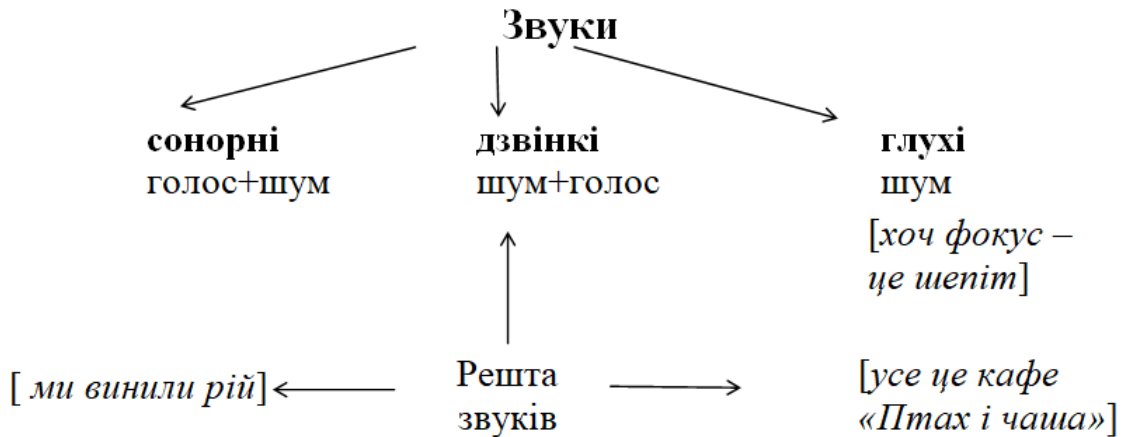 Звуки
сонорні
голос+шум
дзвінкі
шум+голос
глухі
шум
[хоч фокус –
це шепіт]
[ ми винили рій]
Решта
звуків
[усе це кафе
«Птах і чаша»]